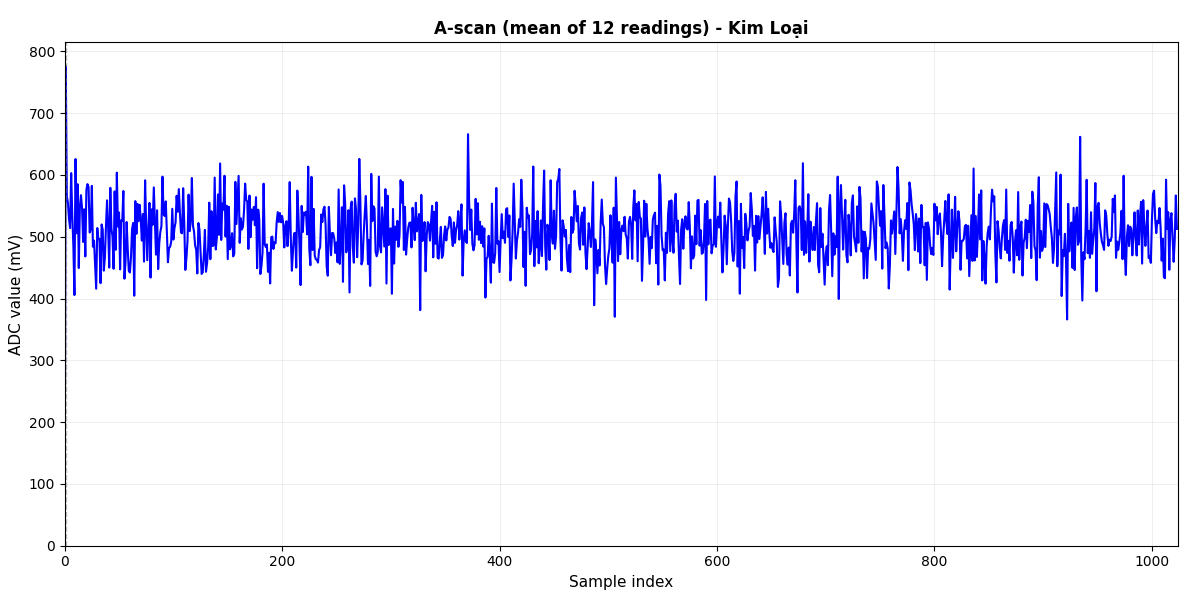 A-scan (mean of 12 readings) - Kim Loại
800
700
600
500
400
300
200
100
0
ADC value (mV)
0 200 400 600 800 1000
Sample index